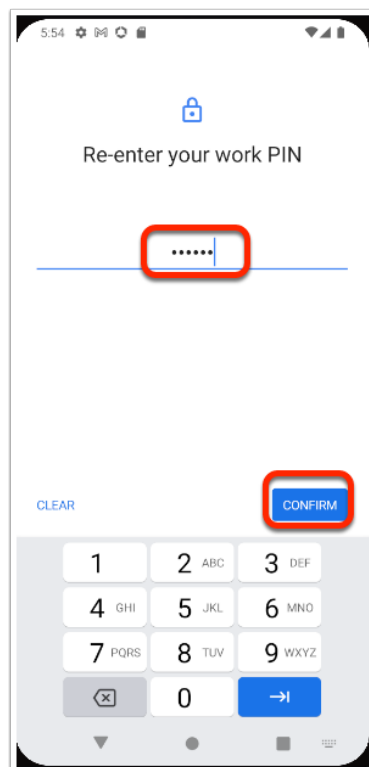 5:54
Re-enter your work PIN
••••••
CLEAR
CONFIRM
1
2 ABC
3 DEF
4 GHI
5 JKL
6 MNO
7 PQRS
8 TUV
9 WXYZ
0